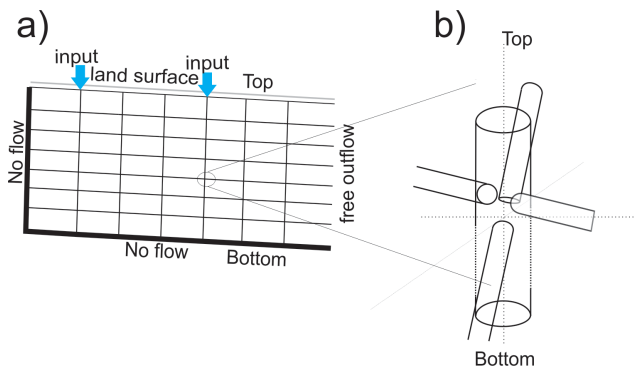 a)
b)
input
input
land surface
Top
Top
No flow
free outflow
No flow
Bottom
Bottom